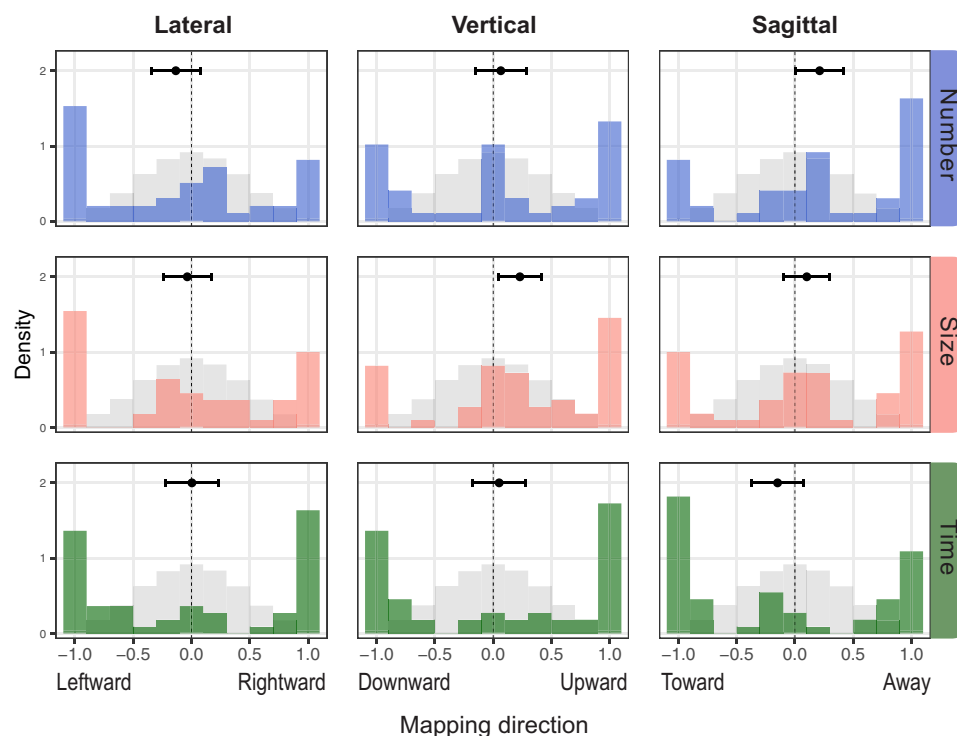 Lateral Vertical Sagittal
2
1
0
Number
2
1
0
Size
Density
2
1
0
Time
−1.0 −0.5 0.0 0.5 1.0 −1.0 −0.5 0.0 0.5 1.0 −1.0 −0.5 0.0 0.5 1.0
Leftward Rightward Downward Upward Toward Away
Mapping direction